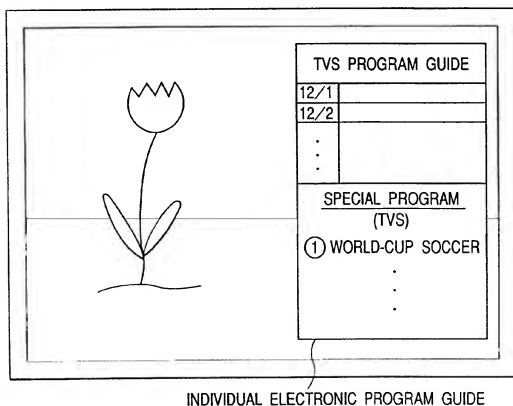 TVS PROGRAM GUIDE
12/1
12/2
SPECIAL PROGRAM
(TVS)
① WORLD-CUP SOCCER
INDIVIDUAL ELECTRONIC PROGRAM GUIDE